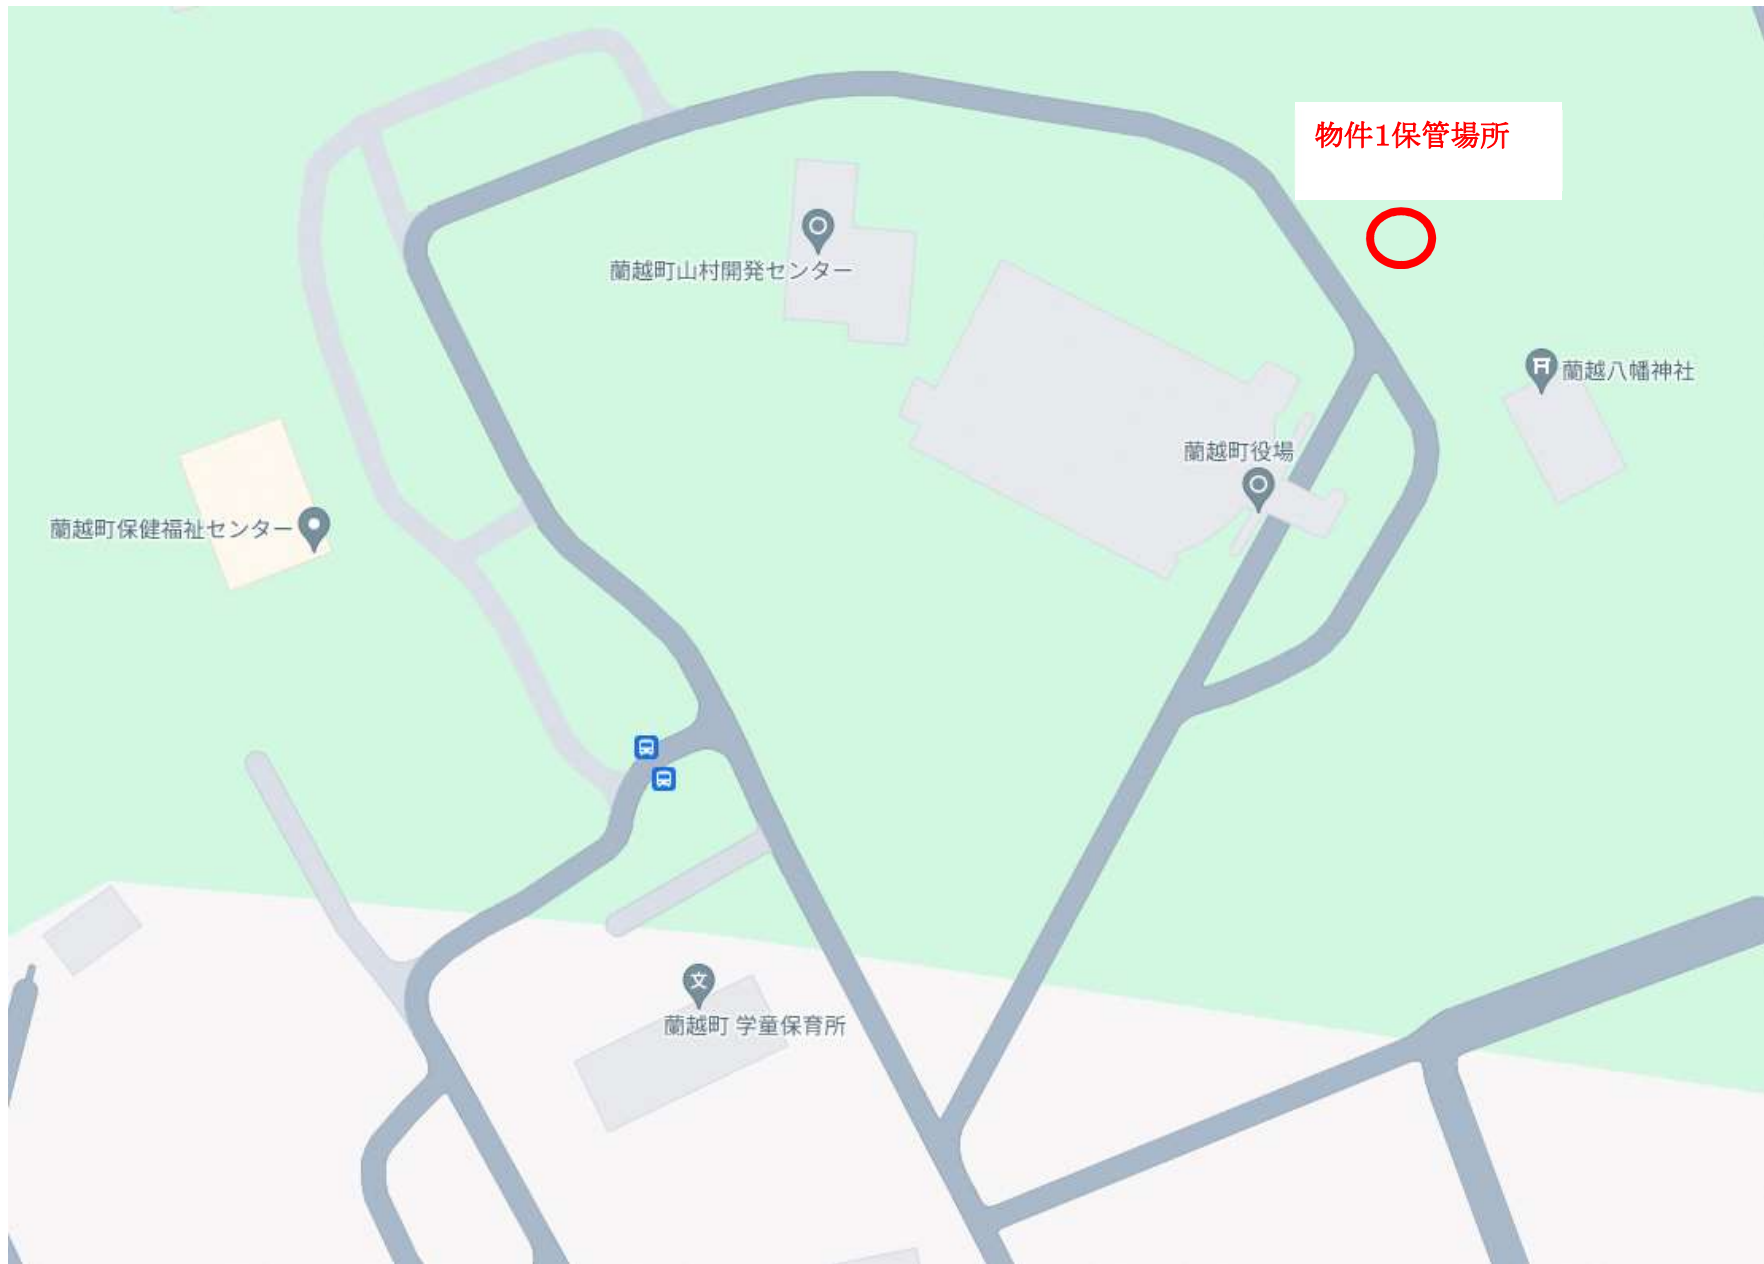 物件1保管場所
蘭越町山村開発センター
蘭越八幡神社
蘭越町役場
蘭越町保健福祉センター
文
蘭越町 学童保育所